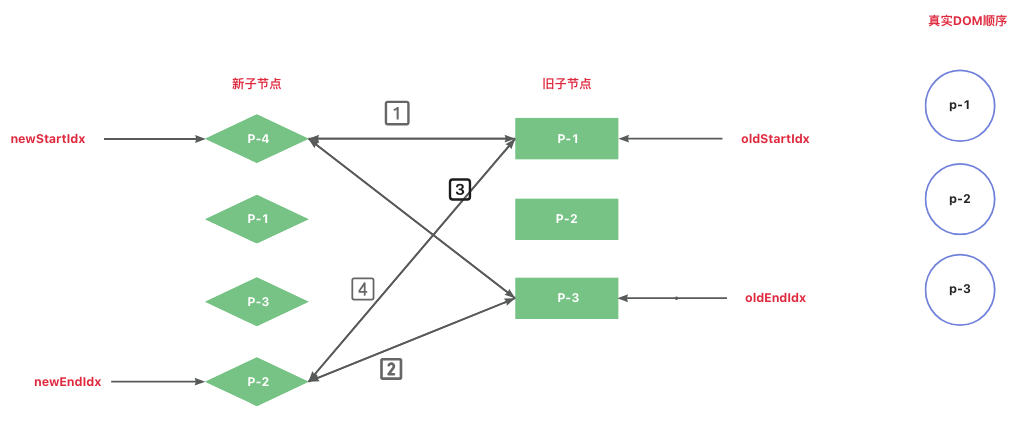 真实DOM顺序
新子节点
旧子节点
p-1
1
newStartIdx
P-4
P-1
oldStartIdx
3
p-2
P-1
P-2
4
p-3
P-3
P-3
oldEndIdx
2
newEndIdx
P-2